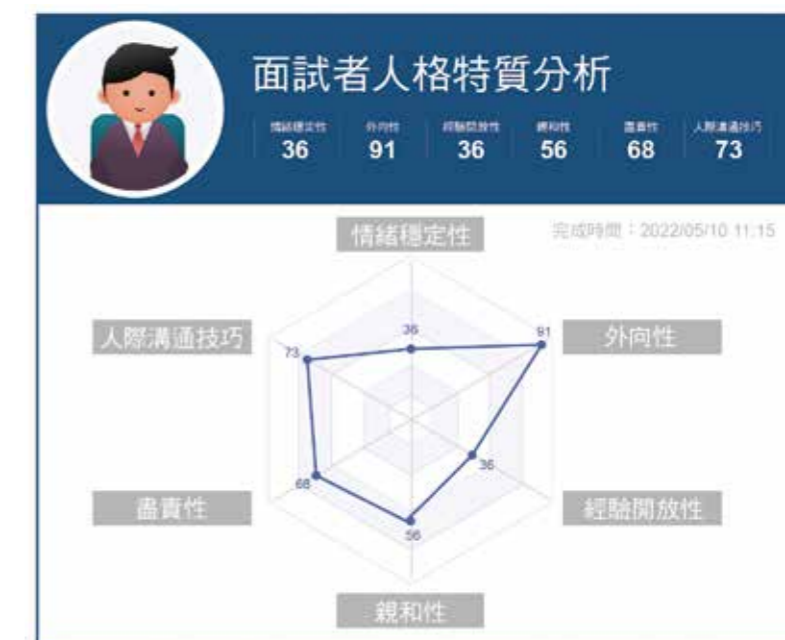 面試者人格特質分析
情緒穩定性 外向性 經驗開放性 親和性 盡責性 人際溝通技巧
36 91 36 56 68 73
情緒穩定性
完成時間：2022/05/10 11:15
36
91
人際溝通技巧
外向性
73
36
68
盡責性
經驗開放性
56
親和性